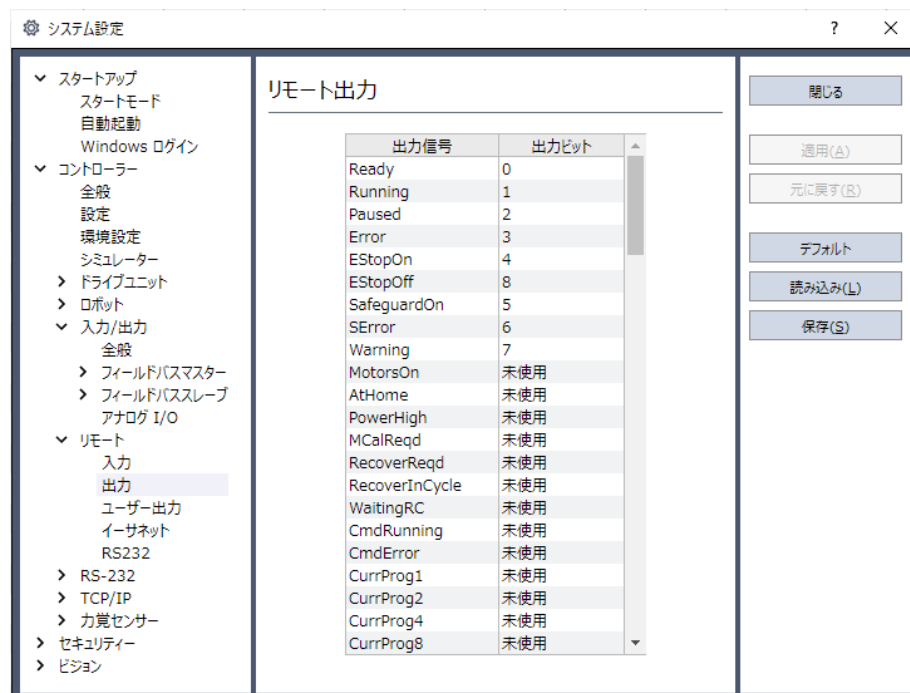 システム設定
?
スタートアップ
スタートモード
自動起動
Windows ログイン
コントローラー
全般
設定
環境設定
シミュレーター
ドライブユニット
ロボット
入力/出力
全般
フィールドバスマスター
フィールドバススレーブ
アナログ I/O
リモート
入力
出力
ユーザー出力
イーサネット
RS232
RS-232
TCP/IP
力覚センサー
セキュリティー
ビジョン
リモート出力
出力信号 出力ビット
Ready 0
Running 1
Paused 2
Error 3
EStopOn 4
EStopOff 8
SafeguardOn 5
SError 6
Warning 7
MotorsOn 未使用
AtHome 未使用
PowerHigh 未使用
MCalReqd 未使用
RecoverReqd 未使用
RecoverInCycle 未使用
WaitingRC 未使用
CmdRunning 未使用
CmdError 未使用
CurrProg1 未使用
CurrProg2 未使用
CurrProg4 未使用
CurrProg8 未使用
閉じる
適用(A)
元に戻す(R)
デフォルト
読み込み(L)
保存(S)